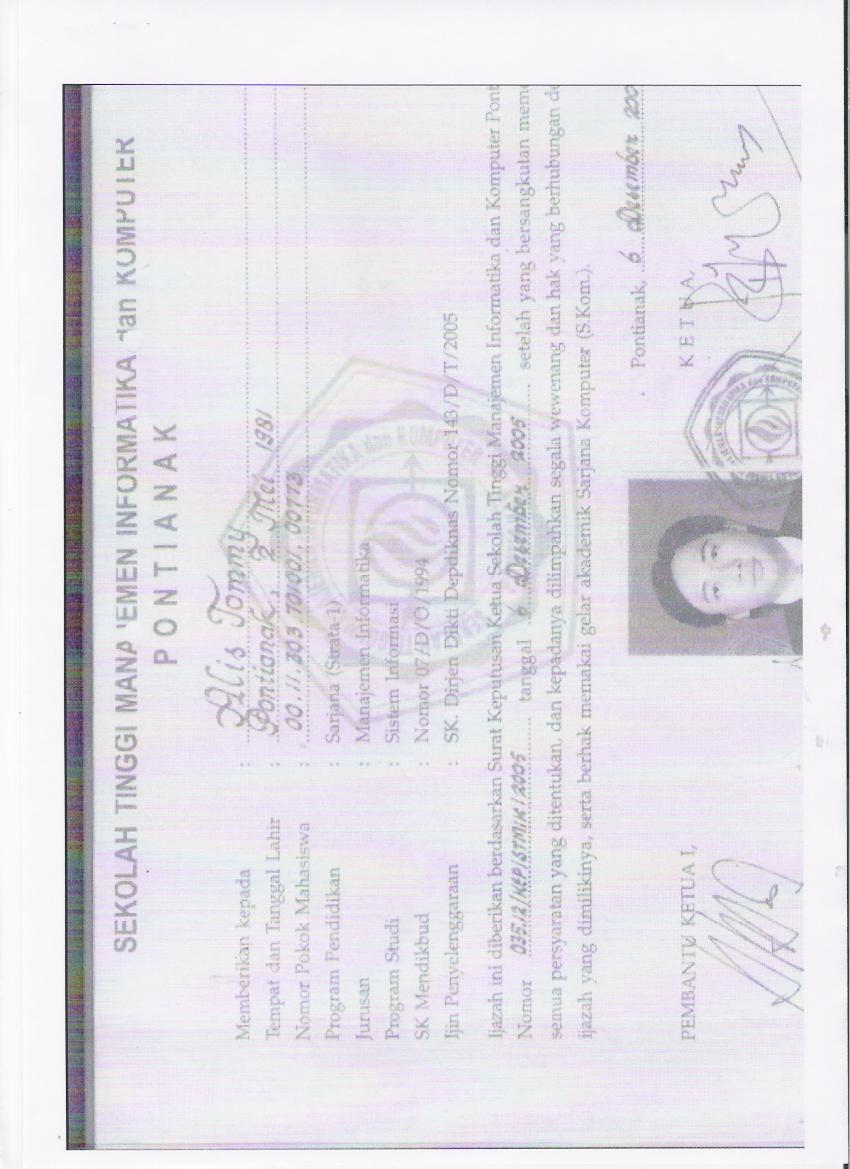 SEKOLAH TINGGI MANAJEMEN INFORMATIKA dan KOMPUTER
PONTIANAK
Memberikan kepada : Alis Tommy
Tempat dan Tanggal Lahir : Pontianak, Mei 1981
Nomor Pokok Mahasiswa : 00.11.303.701001.00773
Program Pendidikan : Sarjana (Strata-1)
Jurusan : Manajemen Informatika
Program Studi : Sistem Informasi
SK Mendikbud : Nomor 07/D/O/1994
Ijin Penyelenggaraan : SK. Dirjen Dikti Depdiknas Nomor 143/D/T/2005
Ijazah ini diberikan berdasarkan Surat Keputusan Ketua Sekolah Tinggi Manajemen Informatika dan Komputer Pont
Nomor 035.12/KEP/STMIK/2005 tanggal 6 Desember 2005 setelah yang bersangkutan mem
semua persyaratan yang ditentukan, dan kepadanya dilimpahkan segala wewenang dan hak yang berhubungan de
ijazah yang dimilikinya, serta berhak memakai gelar akademik Sarjana Komputer (S.Kom.).
Pontianak, 6 Desember 200
PEMBANTU KETUA I,
KETUA,